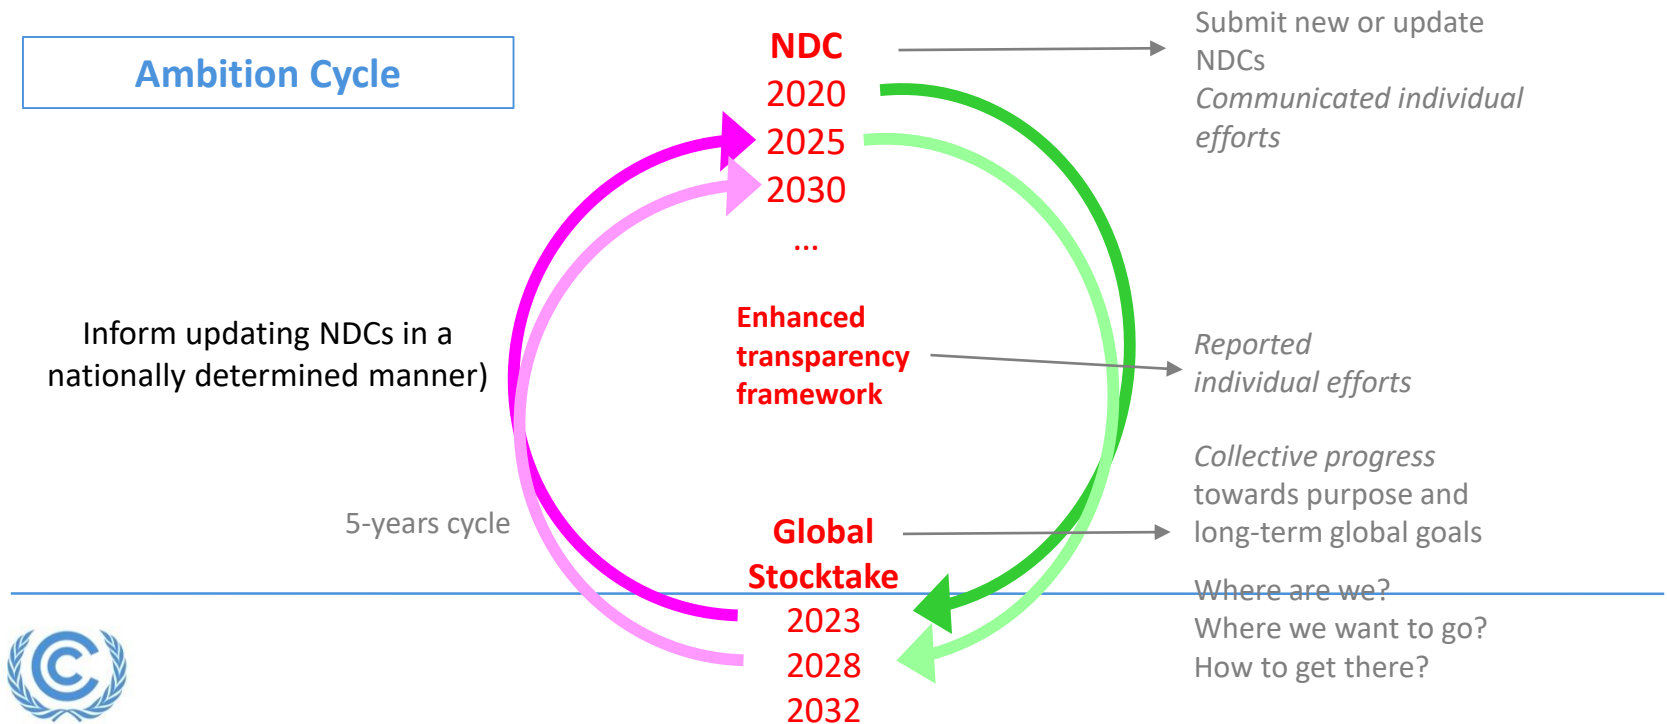 Ambition Cycle
NDC
2020
2025
2030
...
Submit new or update
NDCs
Communicated individual
efforts
Inform updating NDCs in a
nationally determined manner)
Enhanced
transparency
framework
Reported
individual efforts
5-years cycle
Global
Stocktake
2023
2028
2032
Collective progress
towards purpose and
long-term global goals
Where are we?
Where we want to go?
How to get there?